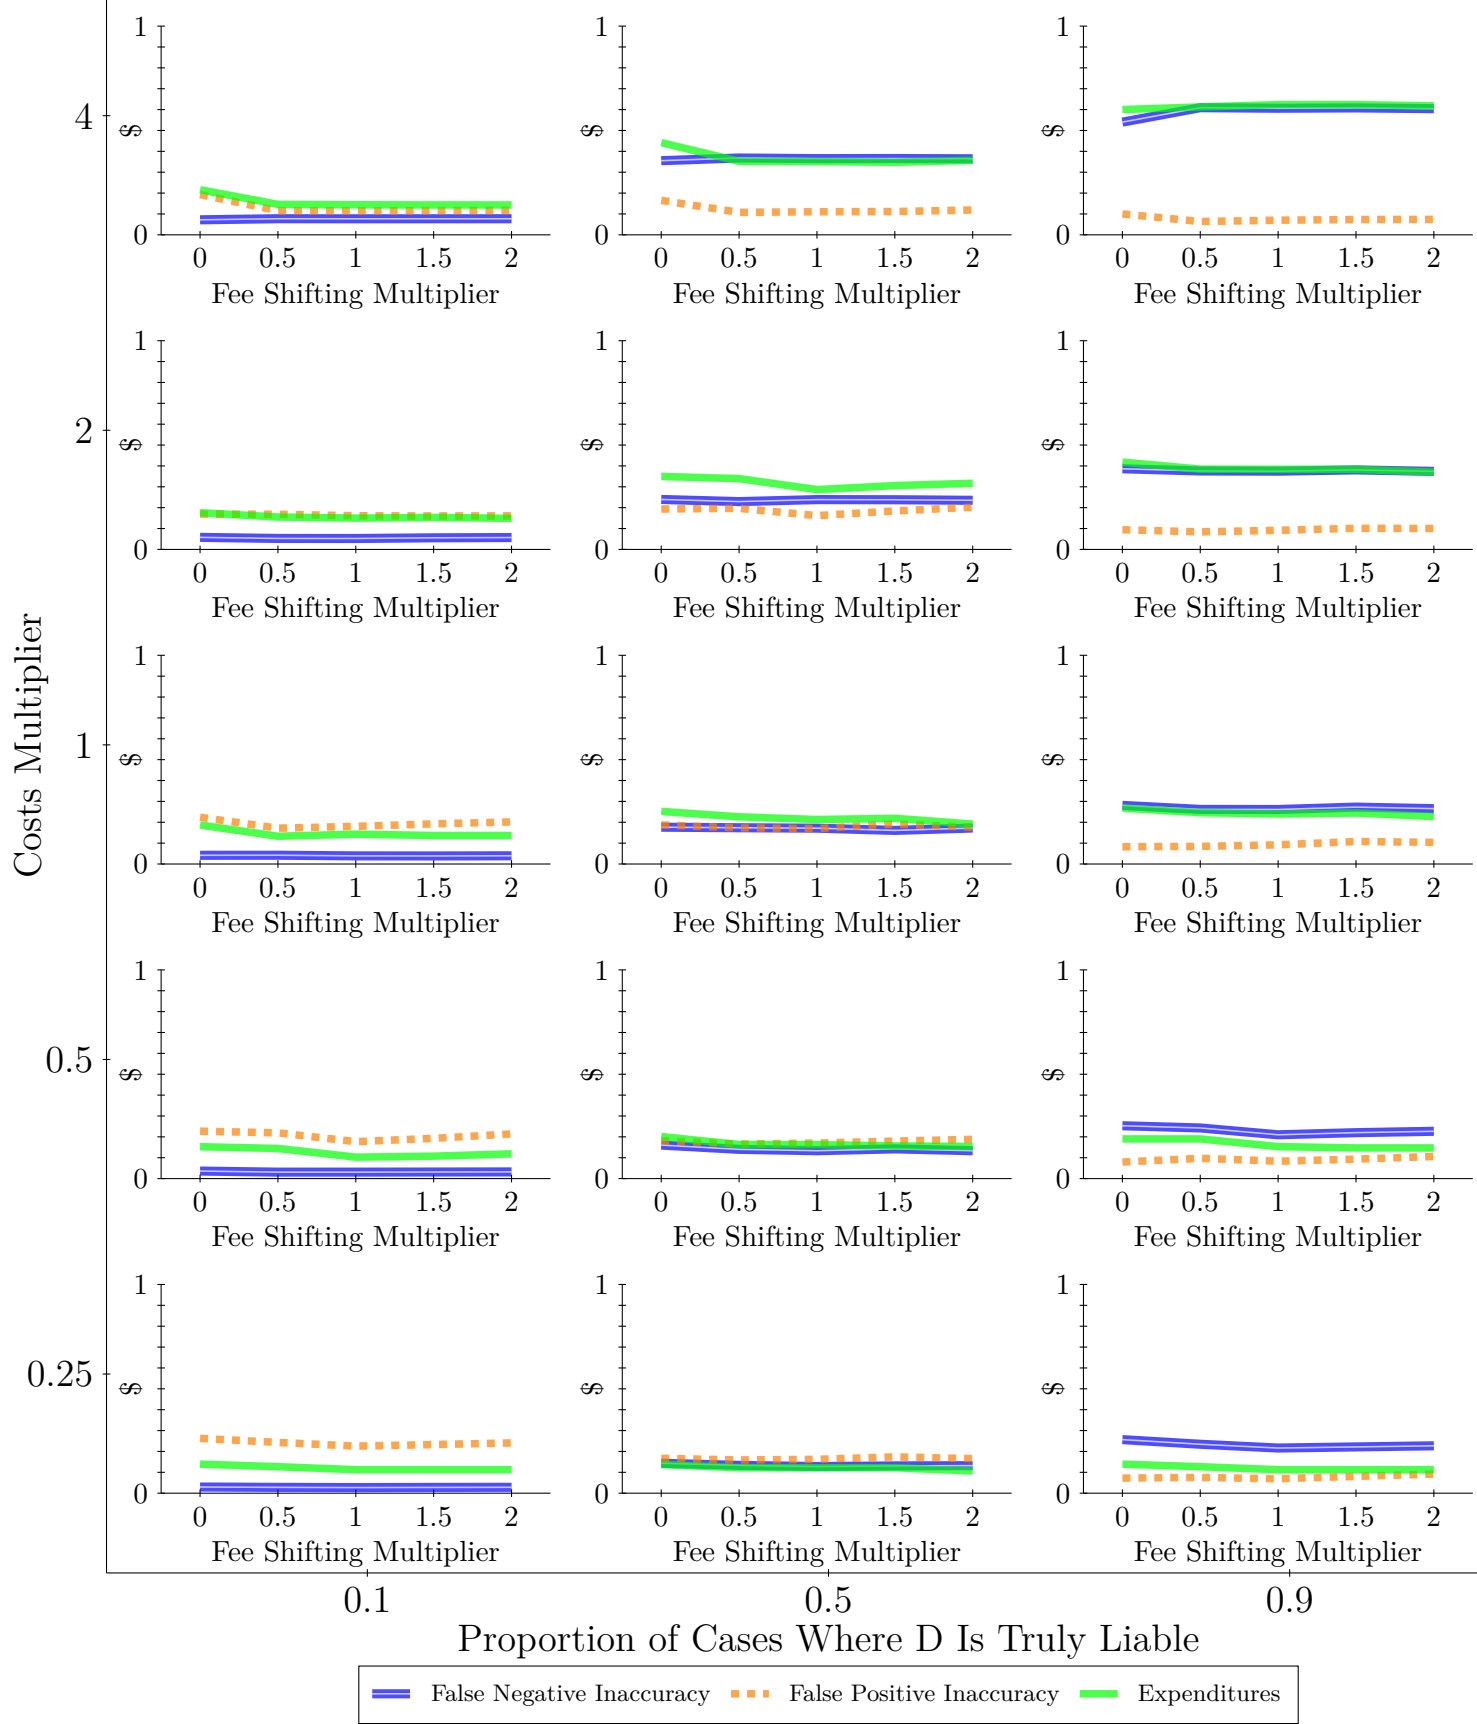 1 1 1
4 $ $ $
0 0 0
0 0.5 1 1.5 2 0 0.5 1 1.5 2 0 0.5 1 1.5 2
Fee Shifting Multiplier Fee Shifting Multiplier Fee Shifting Multiplier
1 1 1
2 $ $ $
0 0 0
0 0.5 1 1.5 2 0 0.5 1 1.5 2 0 0.5 1 1.5 2
Fee Shifting Multiplier Fee Shifting Multiplier Fee Shifting Multiplier
Costs Multiplier
1 1 1
1 $ $ $
0 0 0
0 0.5 1 1.5 2 0 0.5 1 1.5 2 0 0.5 1 1.5 2
Fee Shifting Multiplier Fee Shifting Multiplier Fee Shifting Multiplier
1 1 1
0.5 $ $ $
0 0 0
0 0.5 1 1.5 2 0 0.5 1 1.5 2 0 0.5 1 1.5 2
Fee Shifting Multiplier Fee Shifting Multiplier Fee Shifting Multiplier
1 1 1
0.25 $ $ $
0 0 0
0 0.5 1 1.5 2 0 0.5 1 1.5 2 0 0.5 1 1.5 2
Fee Shifting Multiplier Fee Shifting Multiplier Fee Shifting Multiplier
0.1 0.5 0.9
Proportion of Cases Where D Is Truly Liable
False Negative Inaccuracy False Positive Inaccuracy Expenditures